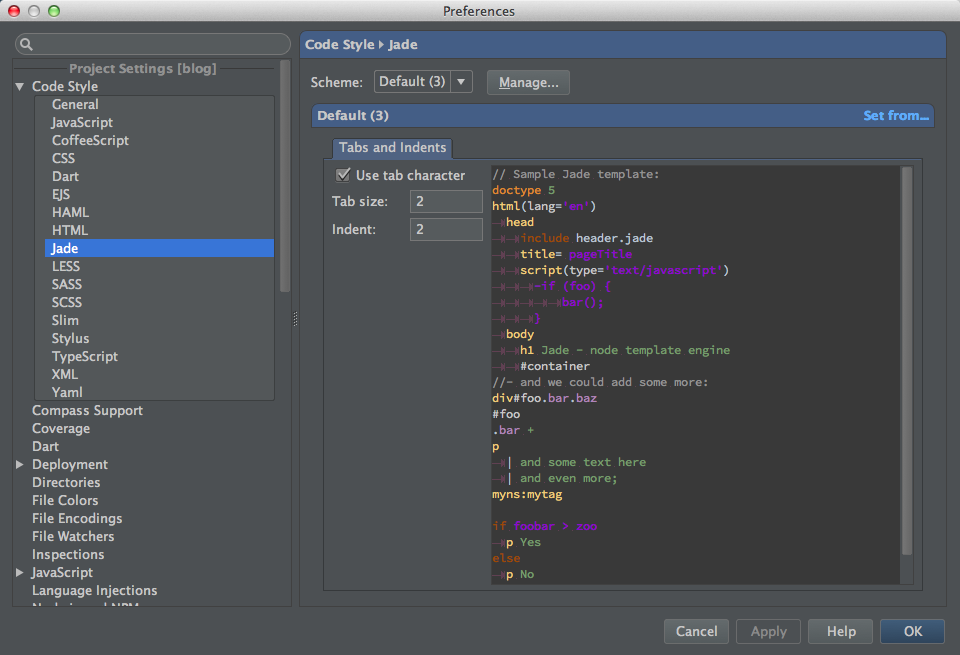 Preferences
Project Settings [blog]
Code Style
General
JavaScript
CoffeeScript
CSS
Dart
EJS
HAML
HTML
Jade
LESS
SASS
SCSS
Slim
Stylus
TypeScript
XML
Yaml
Compass Support
Coverage
Dart
Deployment
Directories
File Colors
File Encodings
File Watchers
Inspections
JavaScript
Language Injections
Code Style ▸ Jade
Scheme: Default (3) Manage...
Default (3) Set from...
Tabs and Indents
Use tab character
Tab size: 2
Indent: 2
// Sample Jade template:
doctype 5
html(lang='en')
head
include header.jade
title= pageTitle
script(type='text/javascript')
-if (foo) {
bar();
}
body
h1 Jade - node template engine
#container
//- and we could add some more:
div#foo.bar.baz
#foo
.bar +
p
| and some text here
| and even more;
myns:mytag
if foobar > zoo
p Yes
else
p No
Cancel Apply Help OK